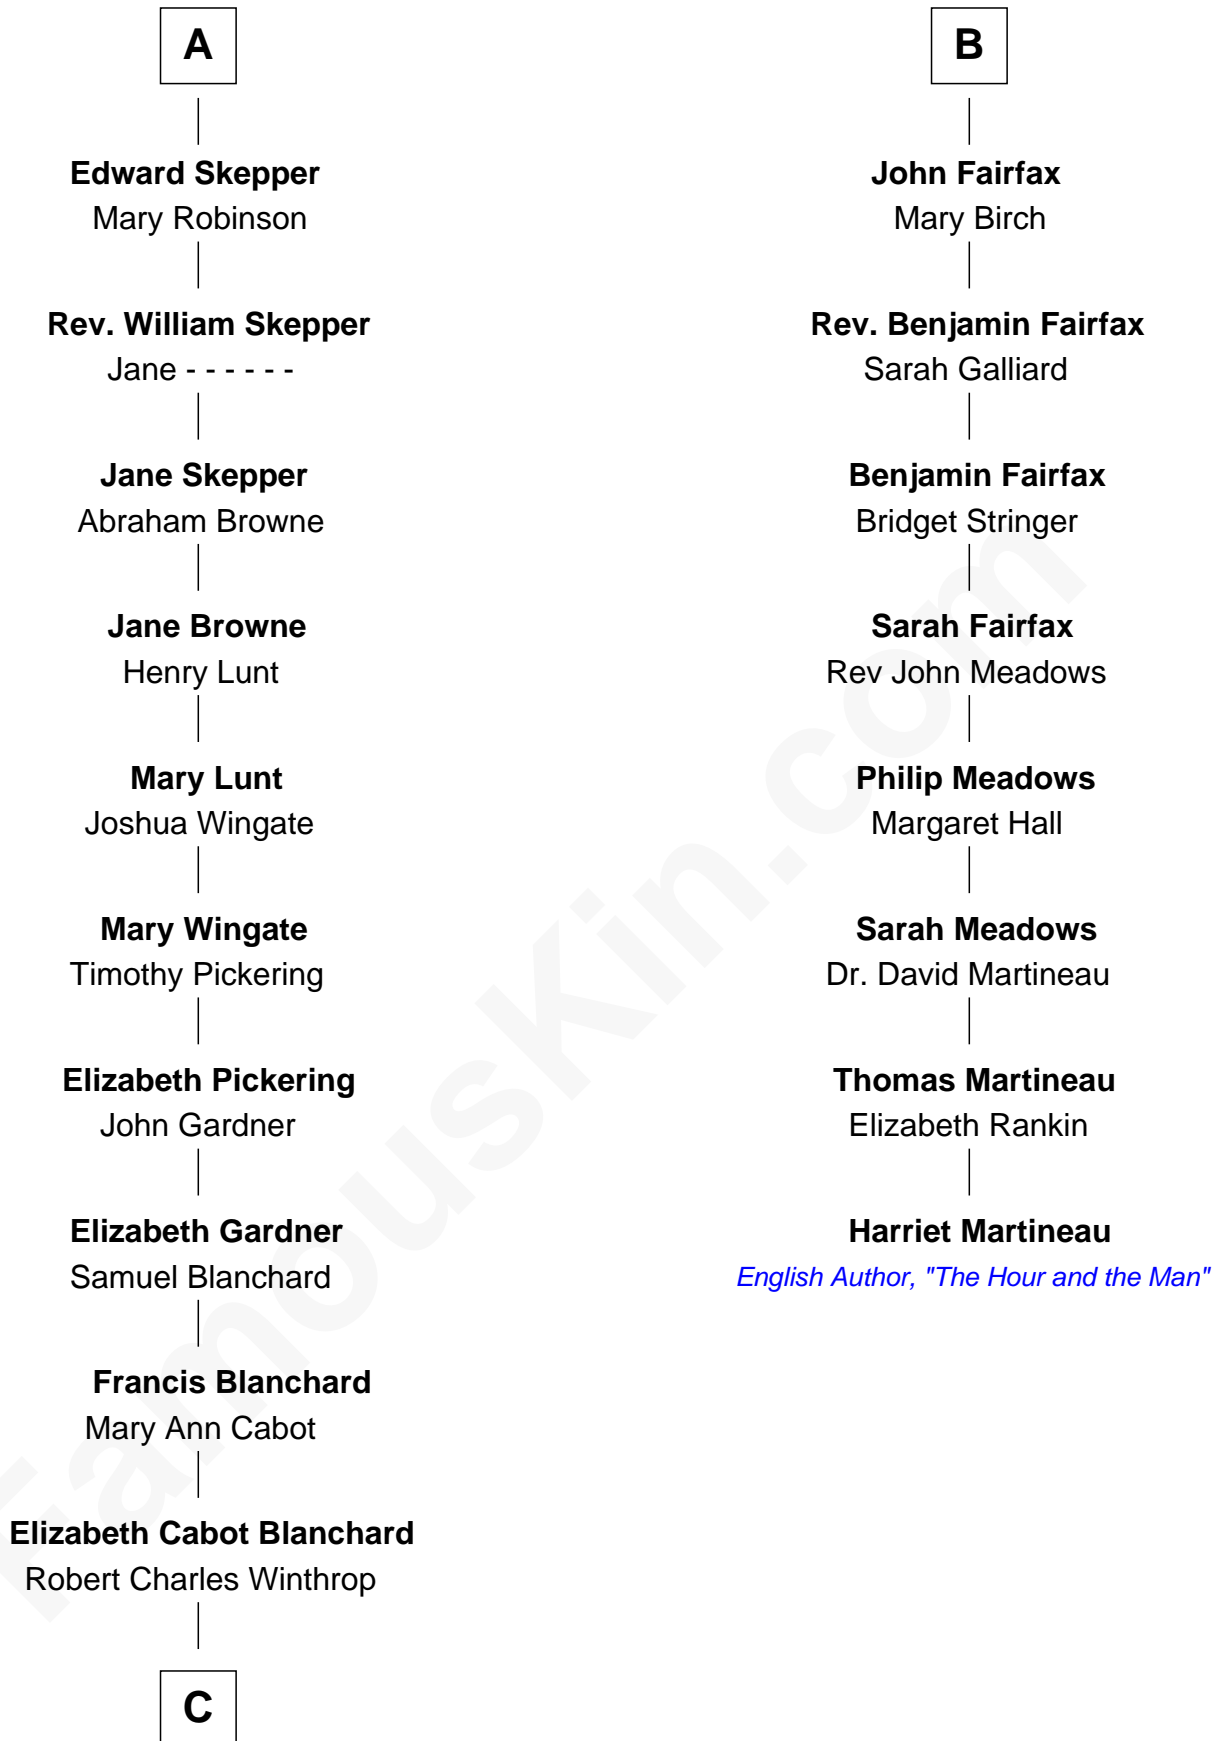 A
Edward Skepper
Mary Robinson
Rev. William Skepper
Jane - - - - - -
Jane Skepper
Abraham Browne
Jane Browne
Henry Lunt
Mary Lunt
Joshua Wingate
Mary Wingate
Timothy Pickering
Elizabeth Pickering
John Gardner
Elizabeth Gardner
Samuel Blanchard
Francis Blanchard
Mary Ann Cabot
Elizabeth Cabot Blanchard
Robert Charles Winthrop
C
B
John Fairfax
Mary Birch
Rev. Benjamin Fairfax
Sarah Galliard
Benjamin Fairfax
Bridget Stringer
Sarah Fairfax
Rev John Meadows
Philip Meadows
Margaret Hall
Sarah Meadows
Dr. David Martineau
Thomas Martineau
Elizabeth Rankin
Harriet Martineau
English Author, "The Hour and the Man"
FamousKin.com